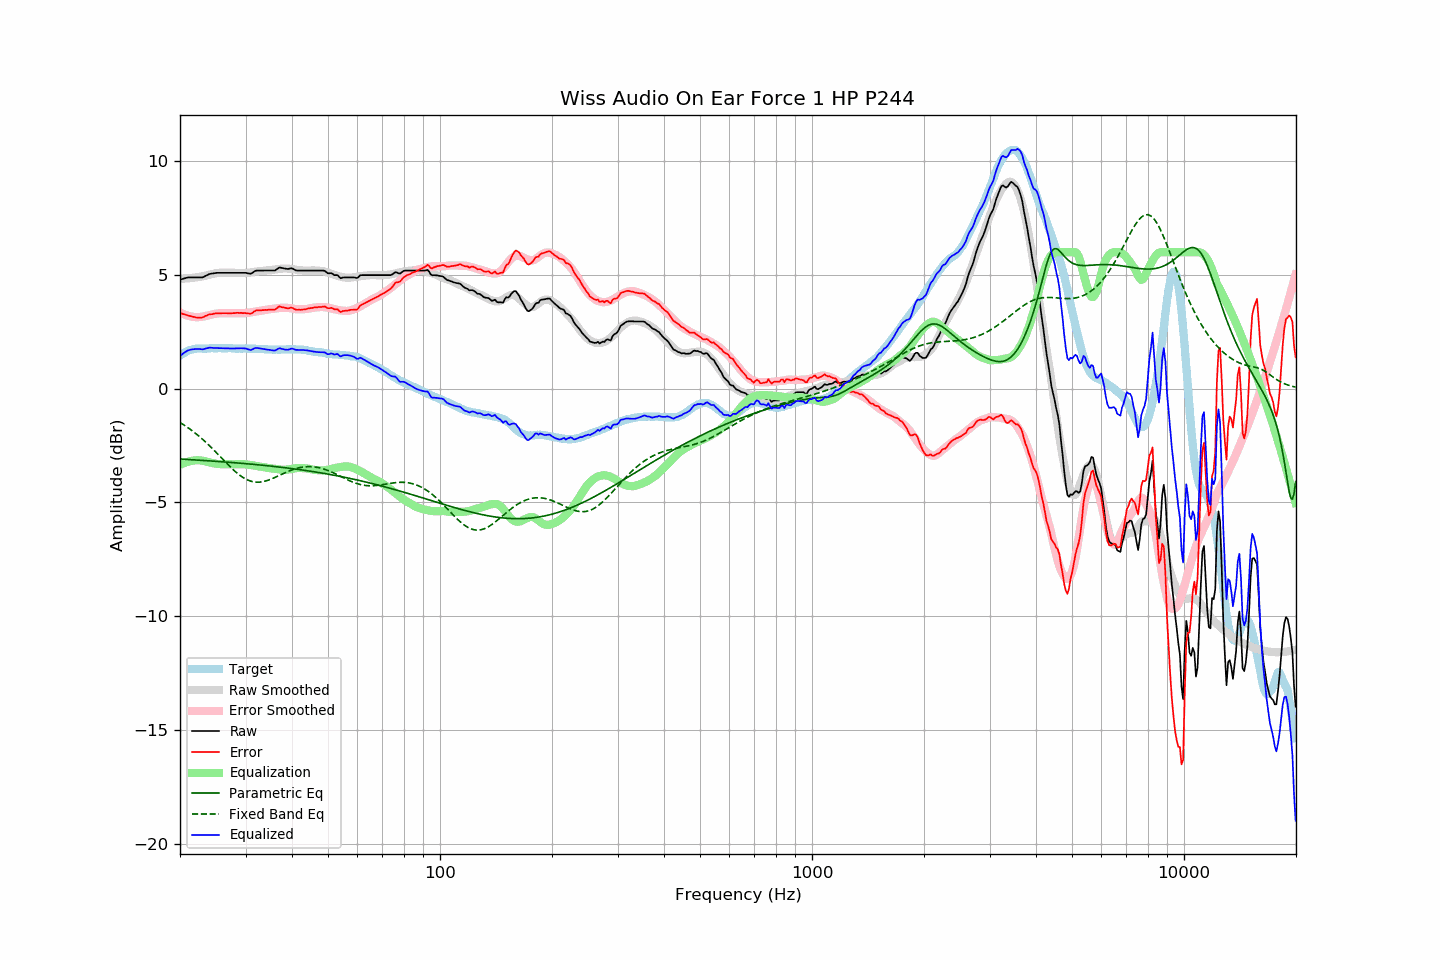 Wiss Audio On Ear Force 1 HP P244
Amplitude (dBr)
10
5
0
−5
−10
−15
−20
Target
Raw Smoothed
Error Smoothed
Raw
Error
Equalization
Parametric Eq
Fixed Band Eq
Equalized
100
1000
10000
Frequency (Hz)